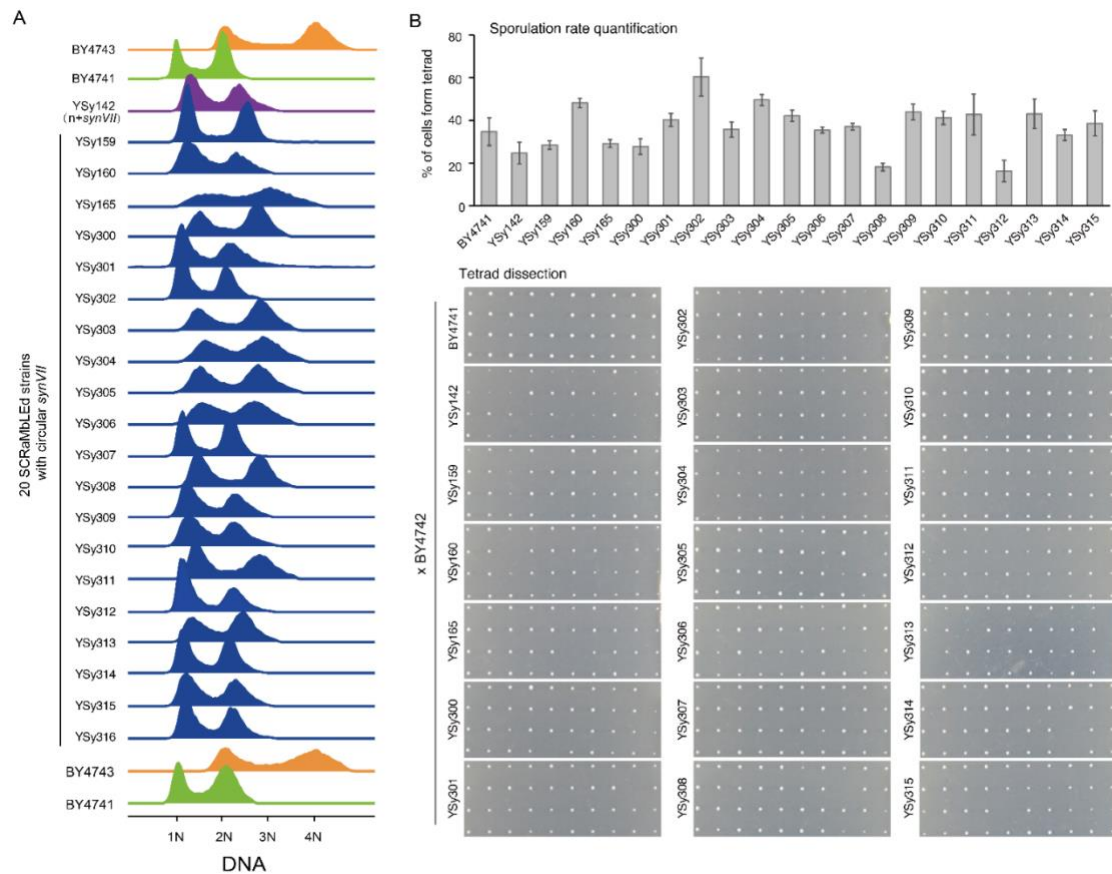 A
BY4743
BY4741
YSy142
(n+synVII)
YSy159
YSy160
YSy165
YSy300
YSy301
YSy302
YSy303
YSy304
YSy305
YSy306
YSy307
YSy308
YSy309
YSy310
YSy311
YSy312
YSy313
YSy314
YSy315
YSy316
BY4743
BY4741
20 SCRaMbLEd strains
with circular synVII
1N 2N 3N 4N
DNA
B
Sporulation rate quantification
% of cells form tetrad
80
60
40
20
0
BY4741 YSy142 YSy159 YSy160 YSy165 YSy300 YSy301 YSy302 YSy303 YSy304 YSy305 YSy306 YSy307 YSy308 YSy309 YSy310 YSy311 YSy312 YSy313 YSy314 YSy315
Tetrad dissection
x BY4742
BY4741
YSy142
YSy159
YSy160
YSy165
YSy300
YSy301
YSy302
YSy303
YSy304
YSy305
YSy306
YSy307
YSy308
YSy309
YSy310
YSy311
YSy312
YSy313
YSy314
YSy315